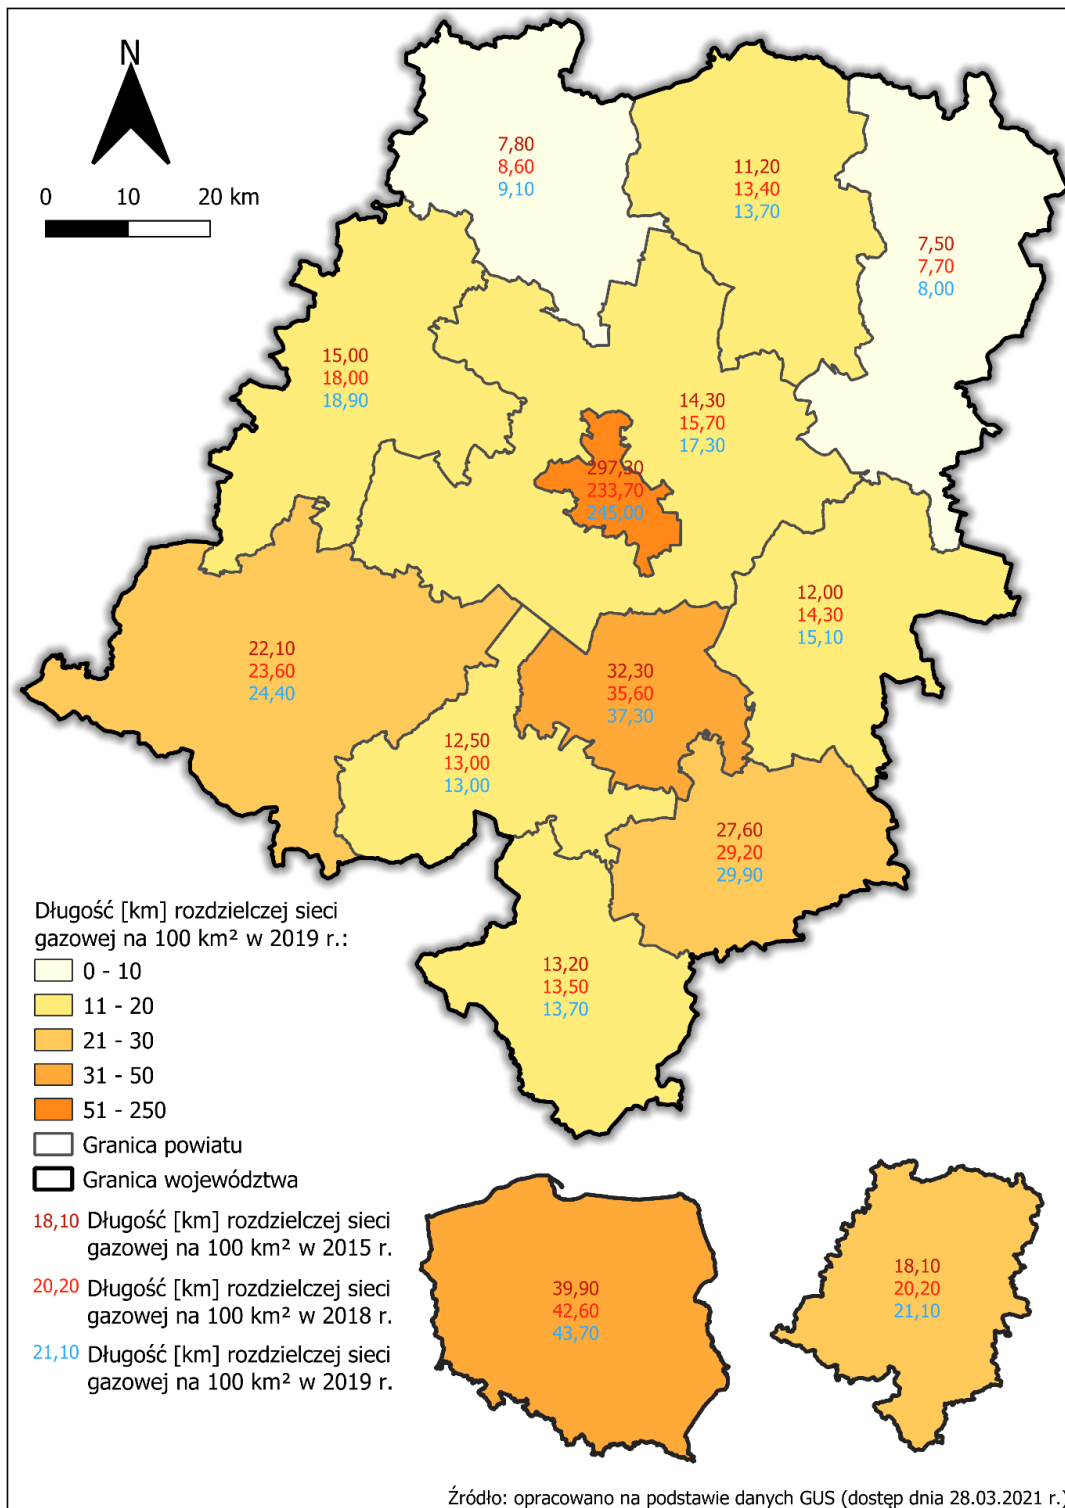 N
0 10 20 km
7,80
8,60
9,10
11,20
13,40
13,70
7,50
7,70
8,00
15,00
18,00
18,90
14,30
15,70
17,30
297,30
233,70
245,00
12,00
14,30
15,10
22,10
23,60
24,40
32,30
35,60
37,30
12,50
13,00
13,00
27,60
29,20
29,90
13,20
13,50
13,70
Długość [km] rozdzielczej sieci
gazowej na 100 km² w 2019 r.:
0 - 10
11 - 20
21 - 30
31 - 50
51 - 250
Granica powiatu
Granica województwa
18,10 Długość [km] rozdzielczej sieci
gazowej na 100 km² w 2015 r.
20,20 Długość [km] rozdzielczej sieci
gazowej na 100 km² w 2018 r.
21,10 Długość [km] rozdzielczej sieci
gazowej na 100 km² w 2019 r.
39,90
42,60
43,70
18,10
20,20
21,10
Źródło: opracowano na podstawie danych GUS (dostęp dnia 28.03.2021 r.)